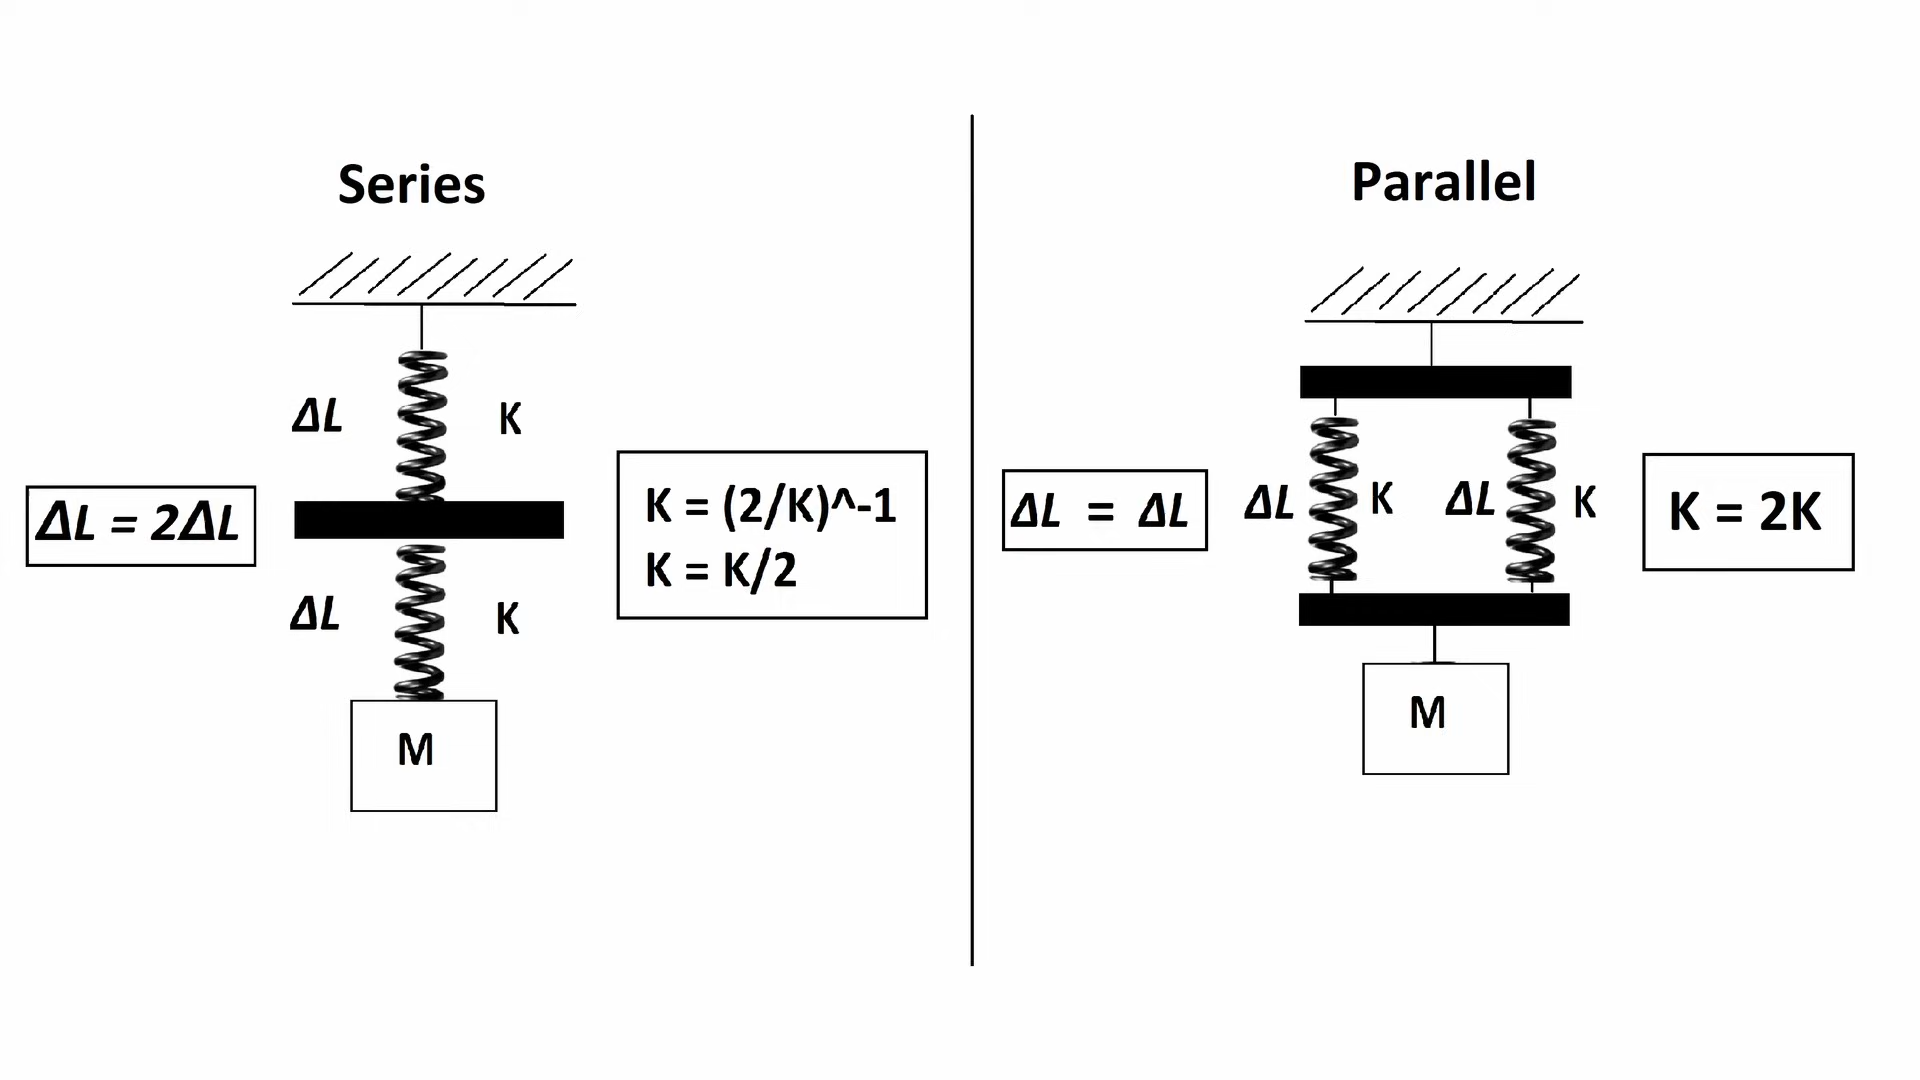 Series
ΔL
K
ΔL = 2ΔL
K = (2/K)^-1
K = K/2
ΔL
K
M
Parallel
ΔL = ΔL
ΔL
K
ΔL
K
K = 2K
M